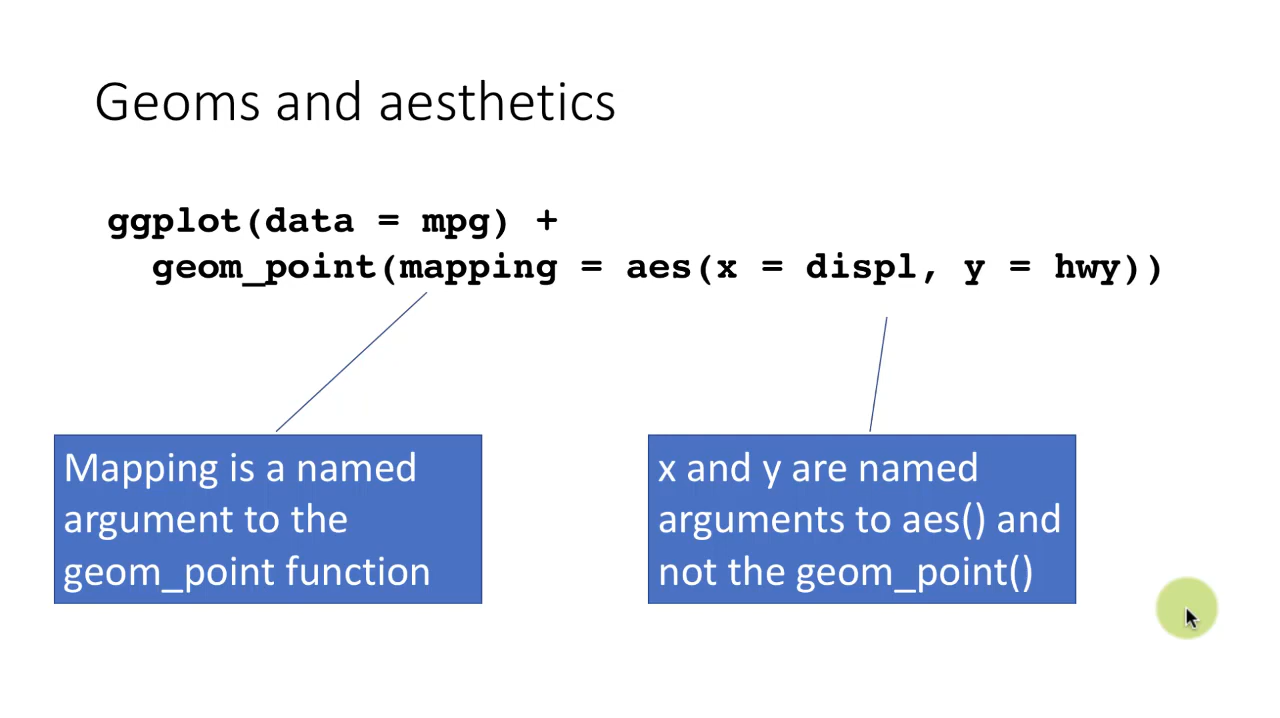 Geoms and aesthetics
ggplot(data = mpg) +
geom_point(mapping = aes(x = displ, y = hwy))
Mapping is a named
argument to the
geom_point function
x and y are named
arguments to aes() and
not the geom_point()